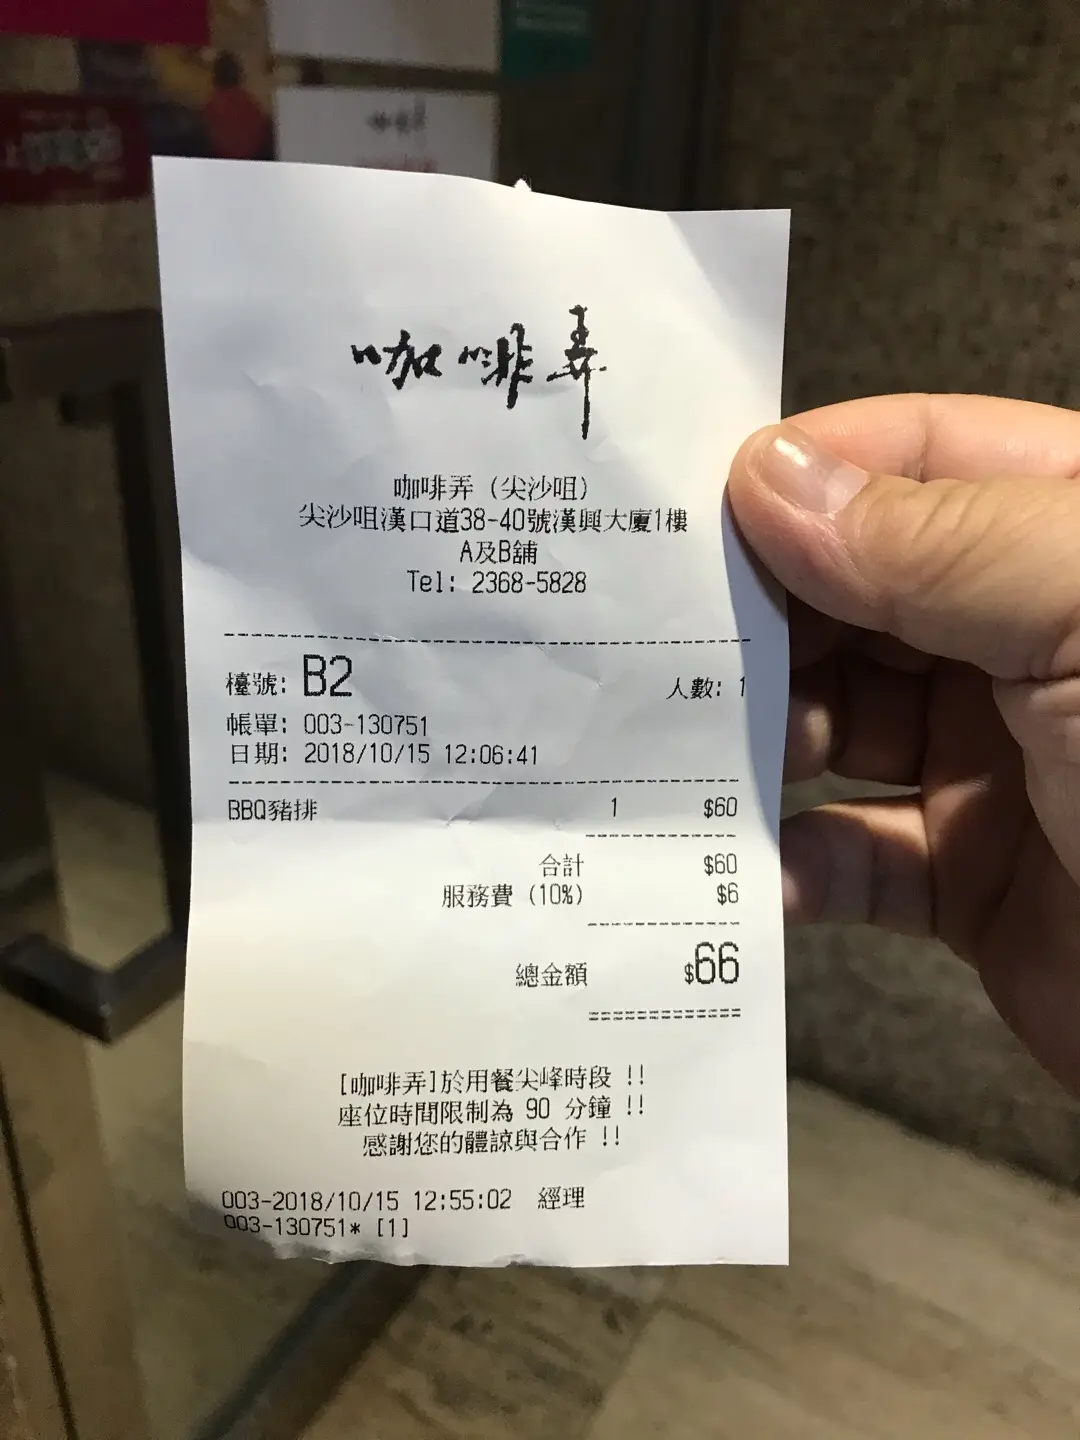 咖啡弄
咖啡弄 (尖沙咀)
尖沙咀漢口道38-40號漢興大廈1樓
A及B舖
Tel: 2368-5828
檯號: B2 人數: 1
帳單: 003-130751
日期: 2018/10/15 12:06:41
BBQ豬排 1 $60
合計 $60
服務費 (10%) $6
總金額 $66
[咖啡弄]於用餐尖峰時段 !!
座位時間限制為 90 分鐘 !!
感謝您的體諒與合作 !!
003-2018/10/15 12:55:02 經理
003-130751* [1]